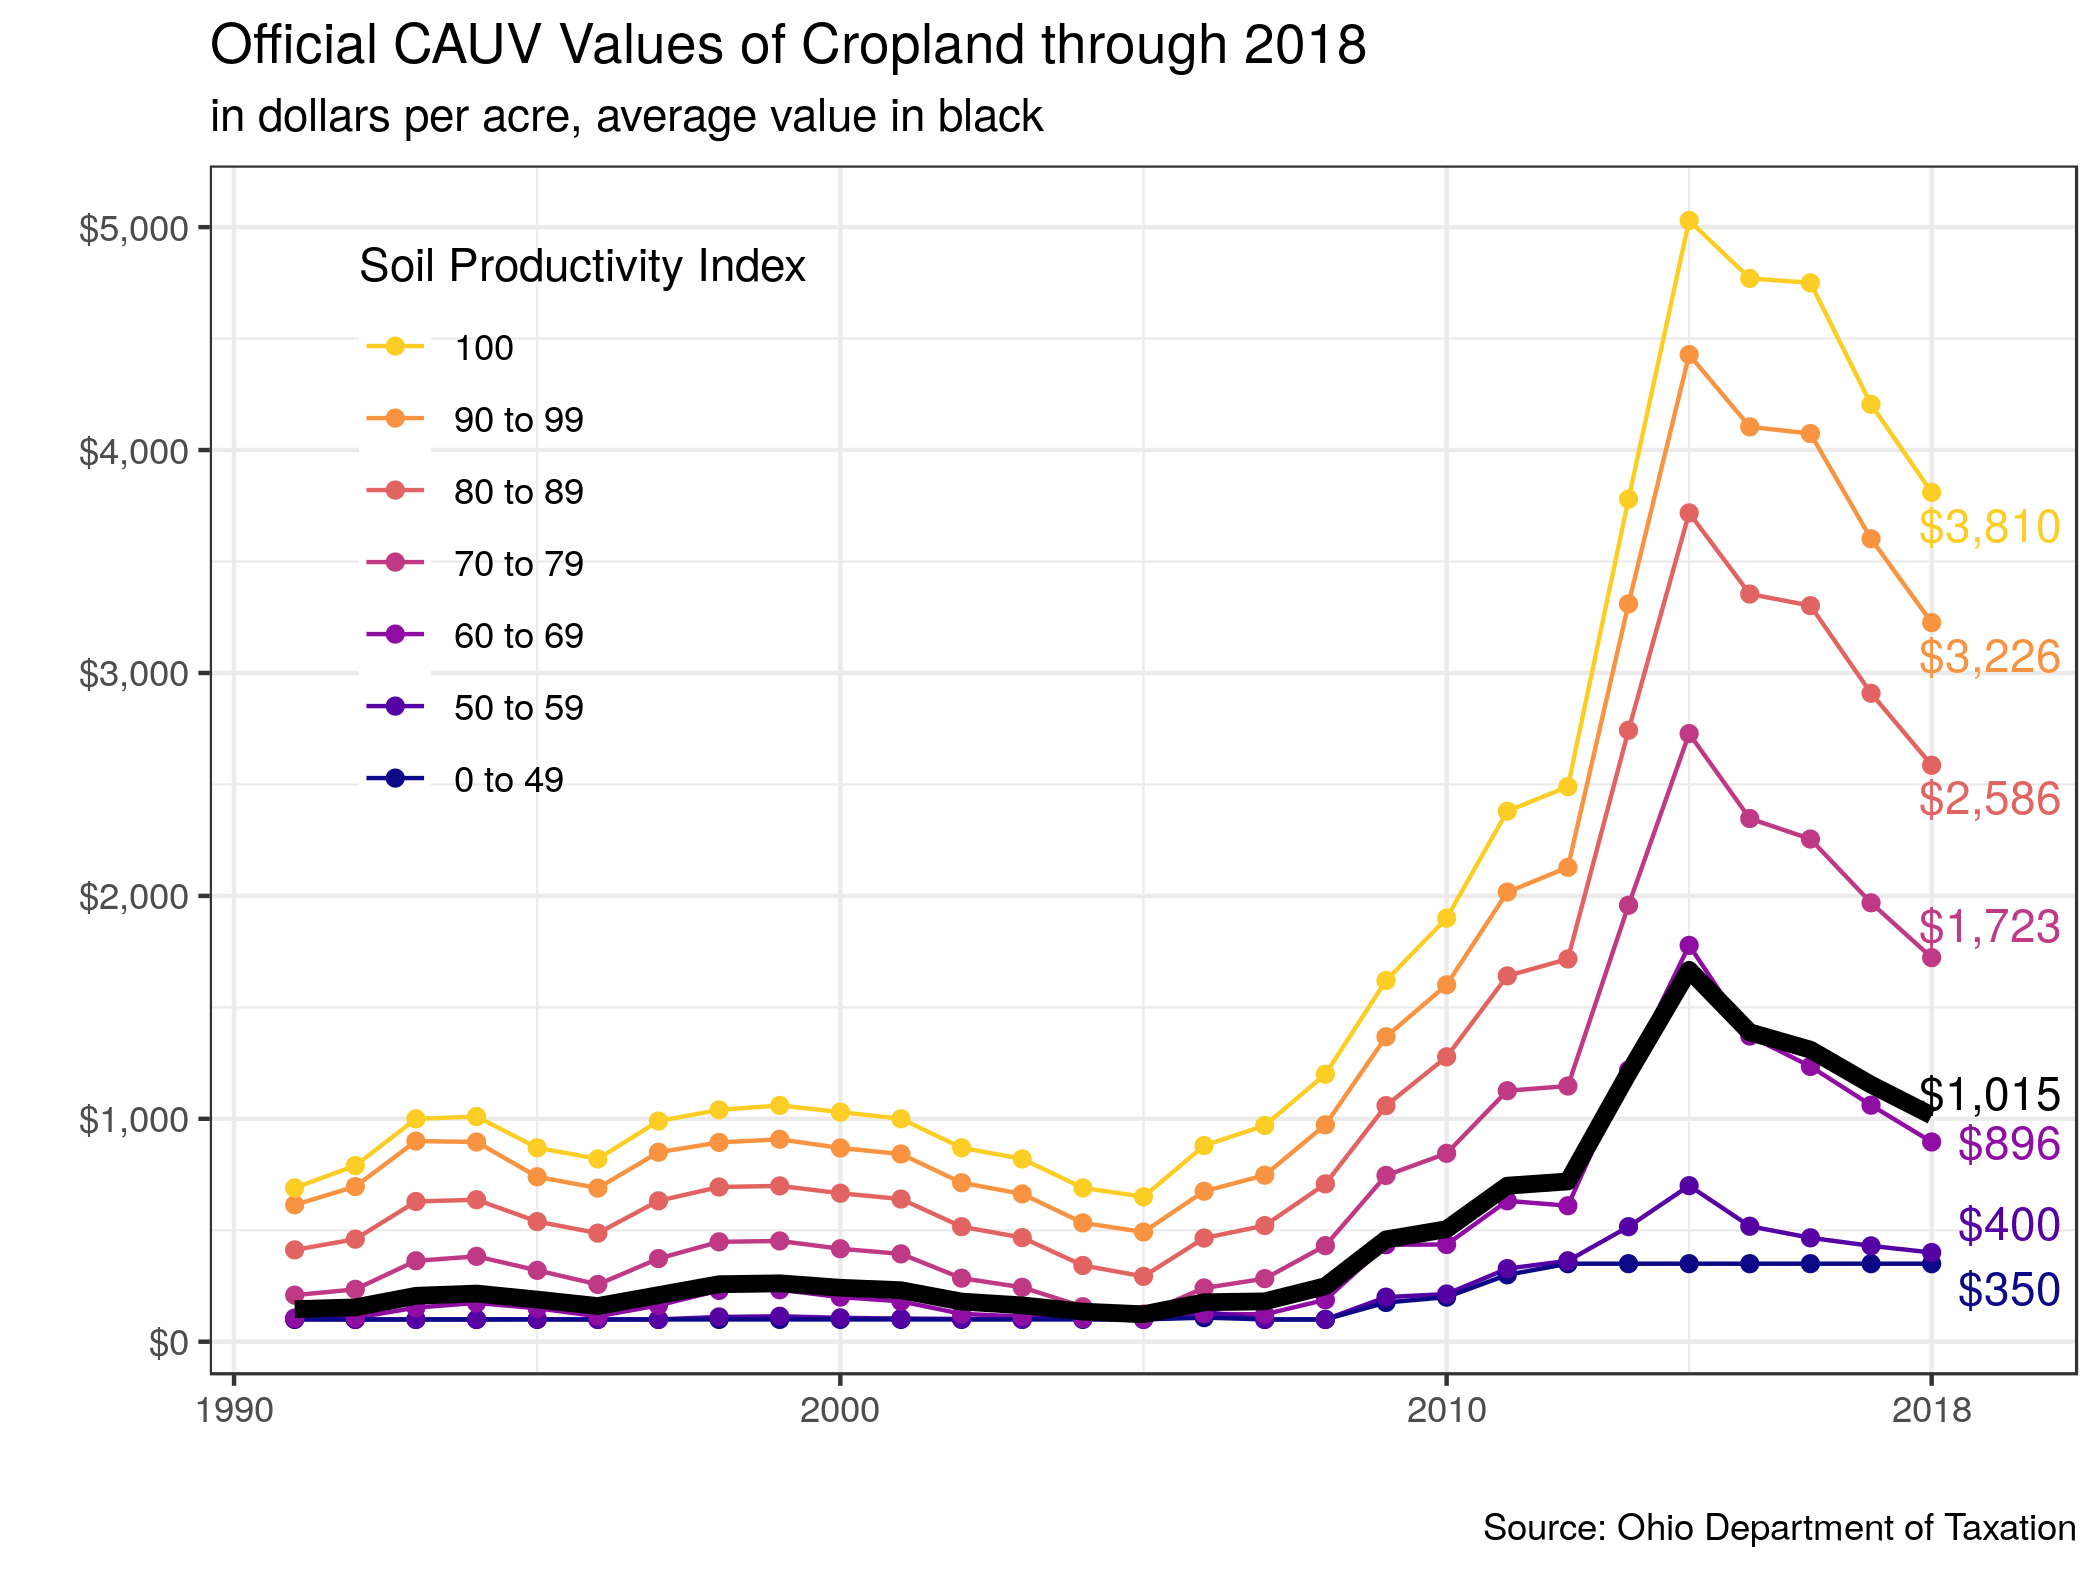 Official CAUV Values of Cropland through 2018
in dollars per acre, average value in black
$5,000
$4,000
$3,000
$2,000
$1,000
$0
Soil Productivity Index
100
90 to 99
80 to 89
70 to 79
60 to 69
50 to 59
0 to 49
$3,810
$3,226
$2,586
$1,723
$1,015
$896
$400
$350
1990
2000
2010
2018
Source: Ohio Department of Taxation